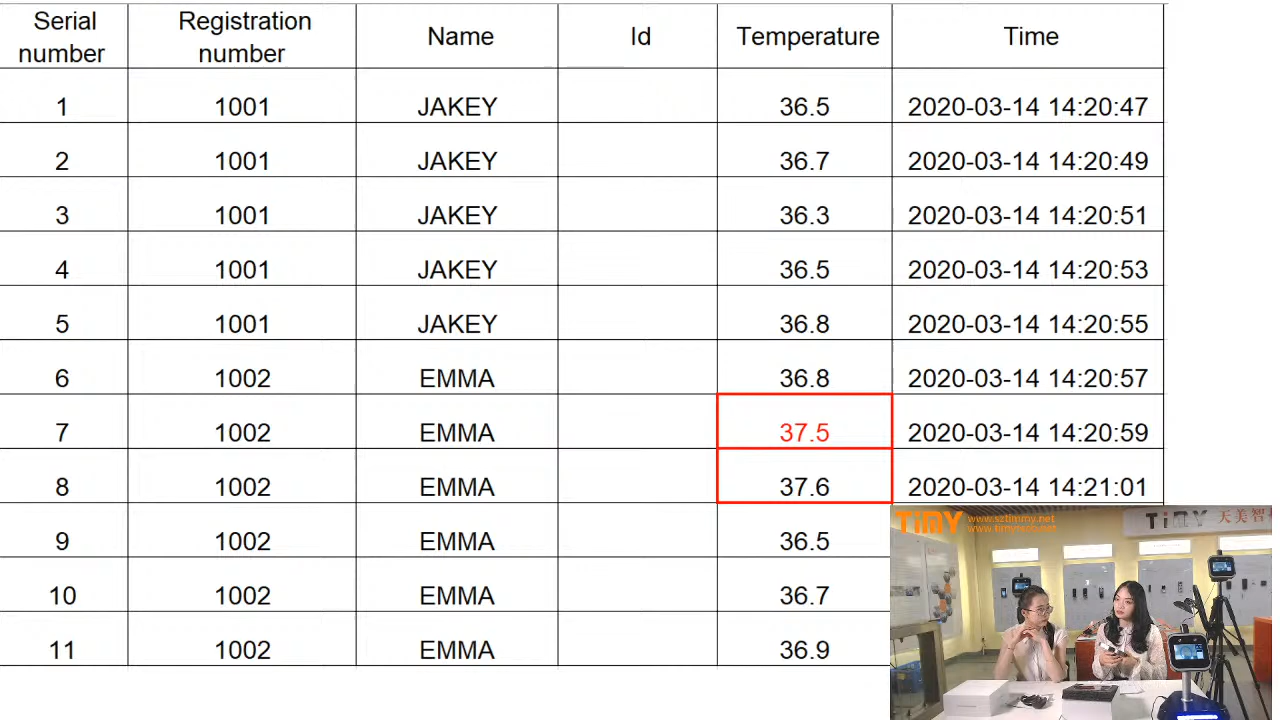 Serial number Registration number Name Id Temperature Time
1 1001 JAKEY 36.5 2020-03-14 14:20:47
2 1001 JAKEY 36.7 2020-03-14 14:20:49
3 1001 JAKEY 36.3 2020-03-14 14:20:51
4 1001 JAKEY 36.5 2020-03-14 14:20:53
5 1001 JAKEY 36.8 2020-03-14 14:20:55
6 1002 EMMA 36.8 2020-03-14 14:20:57
7 1002 EMMA 37.5 2020-03-14 14:20:59
8 1002 EMMA 37.6 2020-03-14 14:21:01
9 1002 EMMA 36.5
10 1002 EMMA 36.7
11 1002 EMMA 36.9
TIMY www.sztimmy.net
www.timytech.net
TIMY 天美智